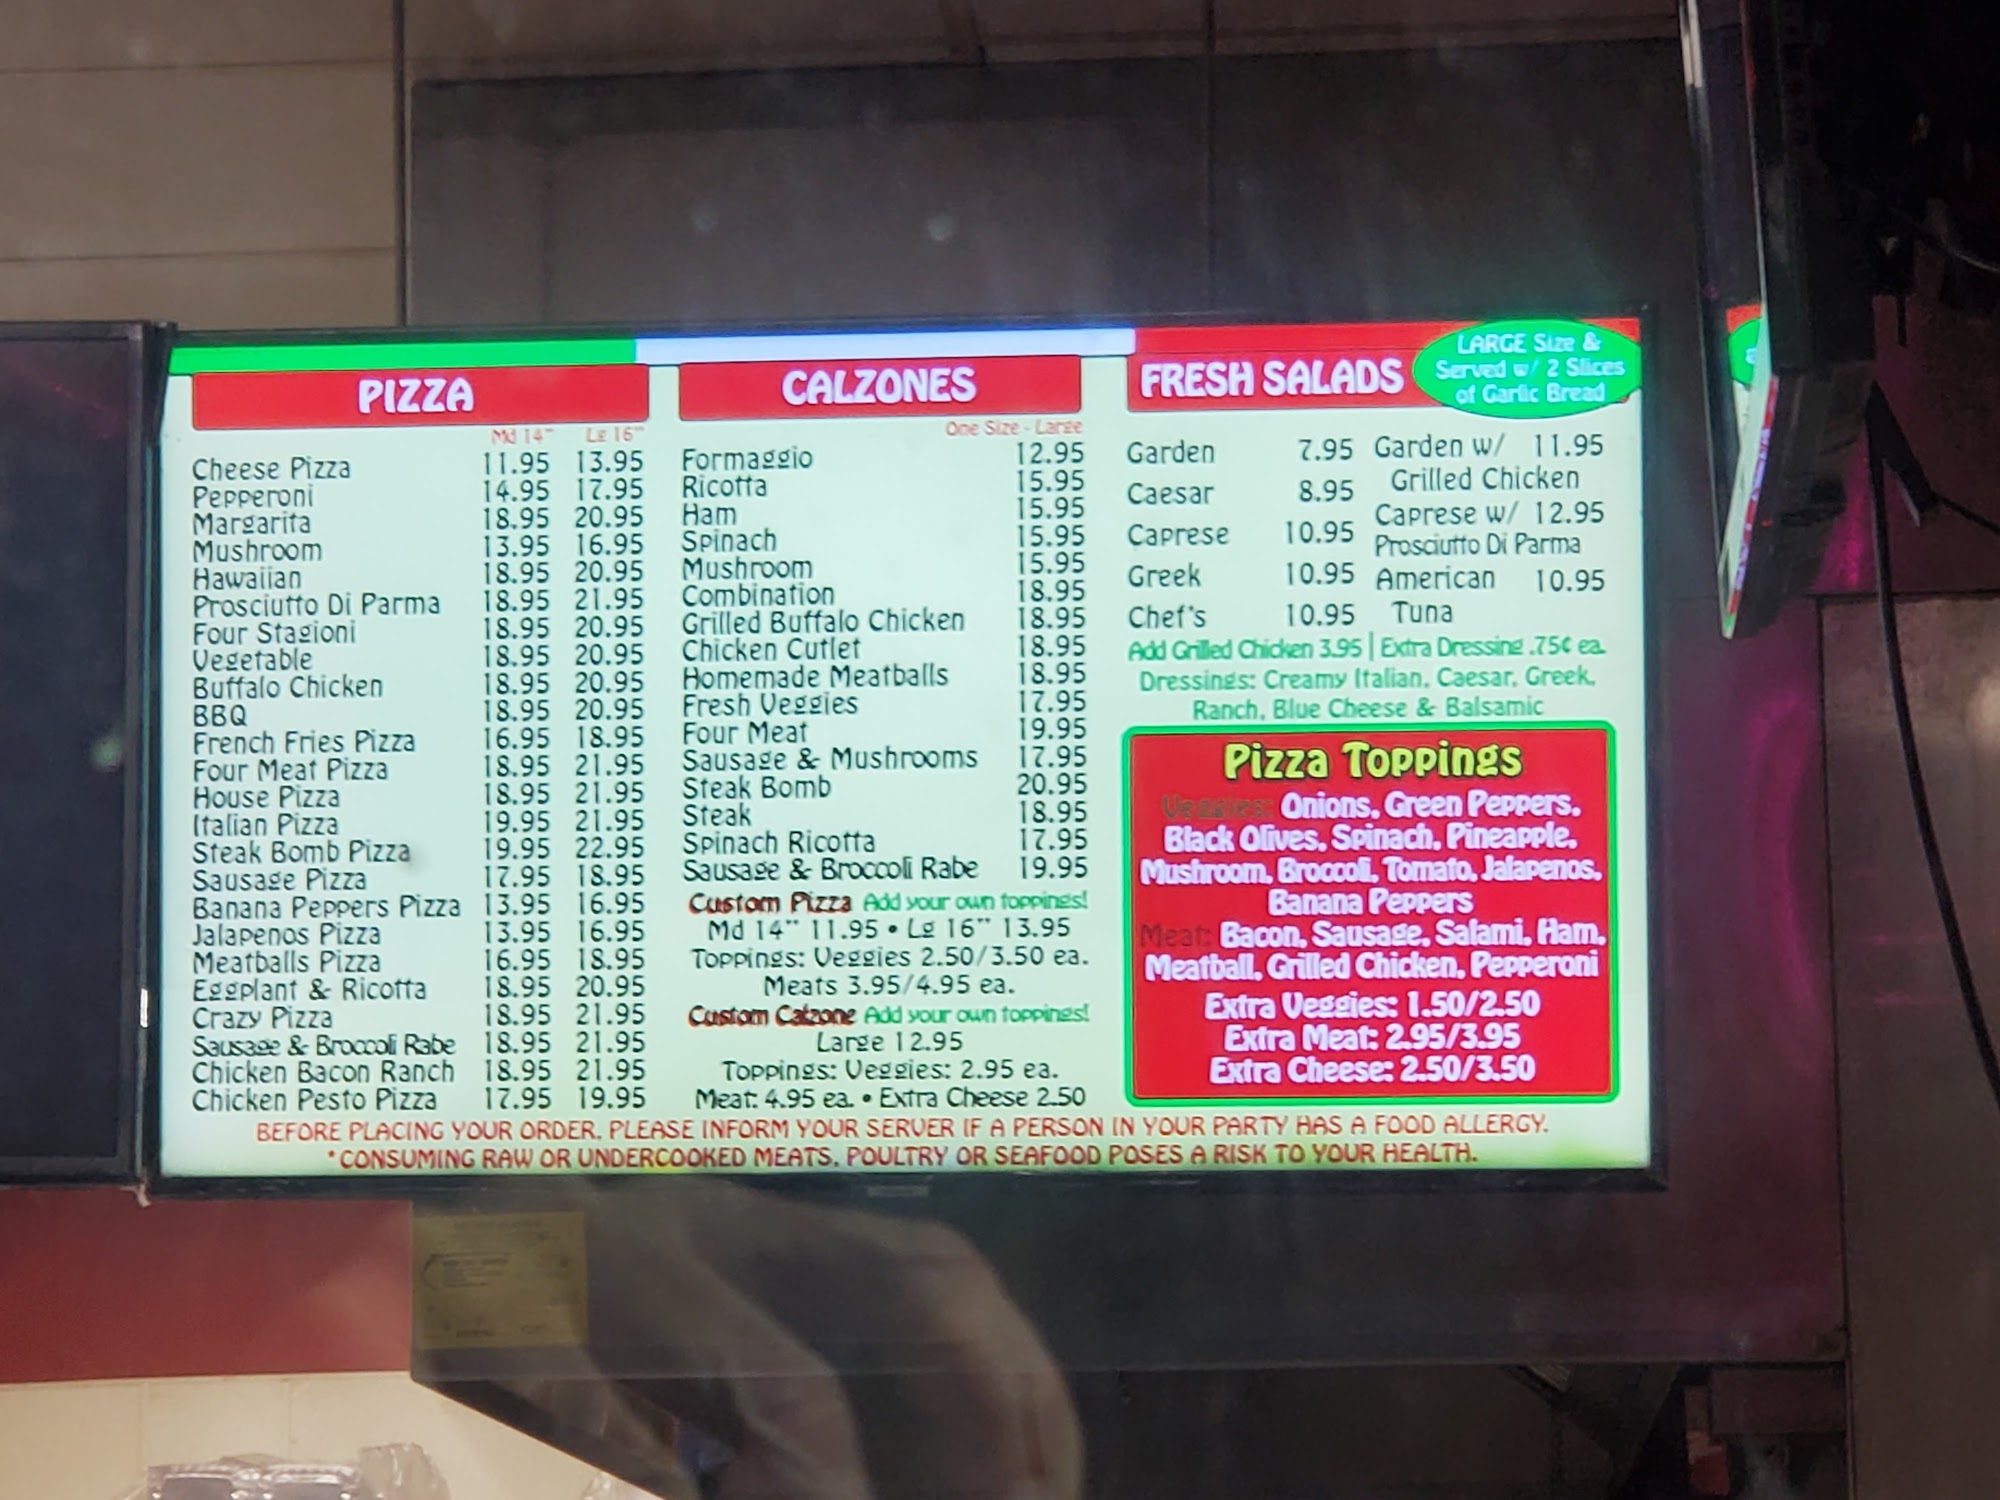 PIZZA
Md 14" Lg 16"
Cheese Pizza 11.95 13.95
Pepperoni 14.95 17.95
Margarita 18.95 20.95
Mushroom 13.95 16.95
Hawaiian 18.95 20.95
Prosciutto Di Parma 18.95 21.95
Four Stagioni 18.95 20.95
Vegetable 18.95 20.95
Buffalo Chicken 18.95 20.95
BBQ 18.95 20.95
French Fries Pizza 16.95 18.95
Four Meat Pizza 18.95 21.95
House Pizza 18.95 21.95
Italian Pizza 19.95 21.95
Steak Bomb Pizza 19.95 22.95
Sausage Pizza 17.95 18.95
Banana Peppers Pizza 13.95 16.95
Jalapenos Pizza 13.95 16.95
Meatballs Pizza 16.95 18.95
Eggplant & Ricotta 18.95 20.95
Crazy Pizza 18.95 21.95
Sausage & Broccoli Rabe 18.95 21.95
Chicken Bacon Ranch 18.95 21.95
Chicken Pesto Pizza 17.95 19.95
CALZONES
One Size - Large
Formaggio 12.95
Ricotta 15.95
Ham 15.95
Spinach 15.95
Mushroom 15.95
Combination 18.95
Grilled Buffalo Chicken 18.95
Chicken Cutlet 18.95
Homemade Meatballs 18.95
Fresh Veggies 17.95
Four Meat 19.95
Sausage & Mushrooms 17.95
Steak Bomb 20.95
Steak 18.95
Spinach Ricotta 17.95
Sausage & Broccoli Rabe 19.95
Custom Pizza Add your own toppings!
Md 14" 11.95 • Lg 16" 13.95
Toppings: Veggies 2.50/3.50 ea.
Meats 3.95/4.95 ea.
Custom Calzone Add your own toppings!
Large 12.95
Toppings: Veggies: 2.95 ea.
Meat: 4.95 ea. • Extra Cheese 2.50
FRESH SALADS
LARGE Size &
Served w/ 2 Slices
of Garlic Bread
Garden 7.95
Caesar 8.95
Caprese 10.95
Greek 10.95
Chef's 10.95
Garden w/ 11.95
Grilled Chicken
Caprese w/ 12.95
Prosciutto Di Parma
American 10.95
Tuna
Add Grilled Chicken 3.95 | Extra Dressing .75¢ ea.
Dressings: Creamy Italian, Caesar, Greek,
Ranch, Blue Cheese & Balsamic
Pizza Toppings
Veggies: Onions, Green Peppers,
Black Olives, Spinach, Pineapple,
Mushroom, Broccoli, Tomato, Jalapenos,
Banana Peppers
Meat: Bacon, Sausage, Salami, Ham,
Meatball, Grilled Chicken, Pepperoni
Extra Veggies: 1.50/2.50
Extra Meat: 2.95/3.95
Extra Cheese: 2.50/3.50
BEFORE PLACING YOUR ORDER, PLEASE INFORM YOUR SERVER IF A PERSON IN YOUR PARTY HAS A FOOD ALLERGY.
*CONSUMING RAW OR UNDERCOOKED MEATS, POULTRY OR SEAFOOD POSES A RISK TO YOUR HEALTH.